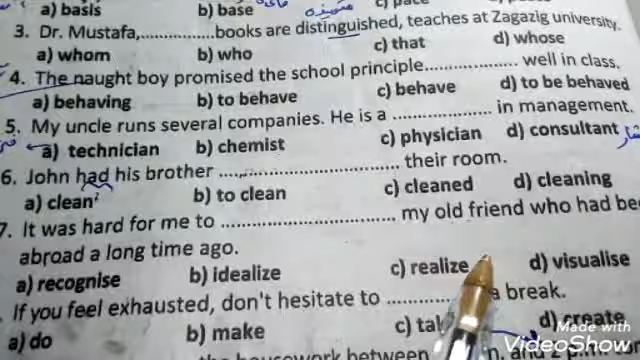 a) basis b) base
3. Dr. Mustafa,................books are distinguished, teaches at Zagazig university.
a) whom b) who c) that d) whose
4. The naught boy promised the school principle.................... well in class.
a) behaving b) to behave c) behave d) to be behaved
5. My uncle runs several companies. He is a ..................... in management.
a) technician b) chemist c) physician d) consultant
6. John had his brother ................................. their room.
a) clean b) to clean c) cleaned d) cleaning
7. It was hard for me to ................................ my old friend who had be
abroad a long time ago.
a) recognise b) idealize c) realize d) visualise
If you feel exhausted, don't hesitate to ............ a break.
a) do b) make c) ta d) create
housework between
Made with
VideoShow